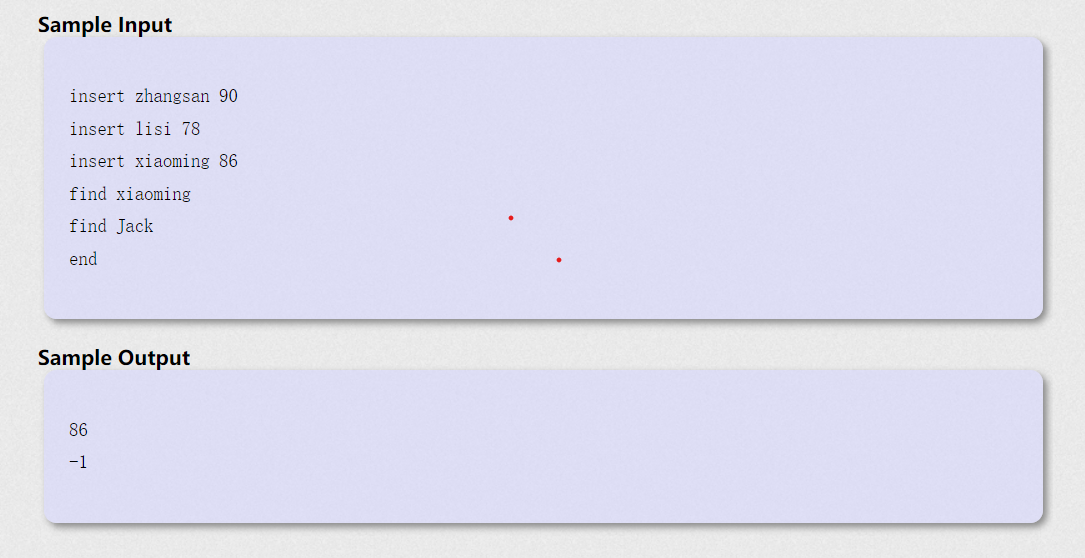 Sample Input
insert zhangsan 90
insert lisi 78
insert xiaoming 86
find xiaoming
find Jack
end
Sample Output
86
-1